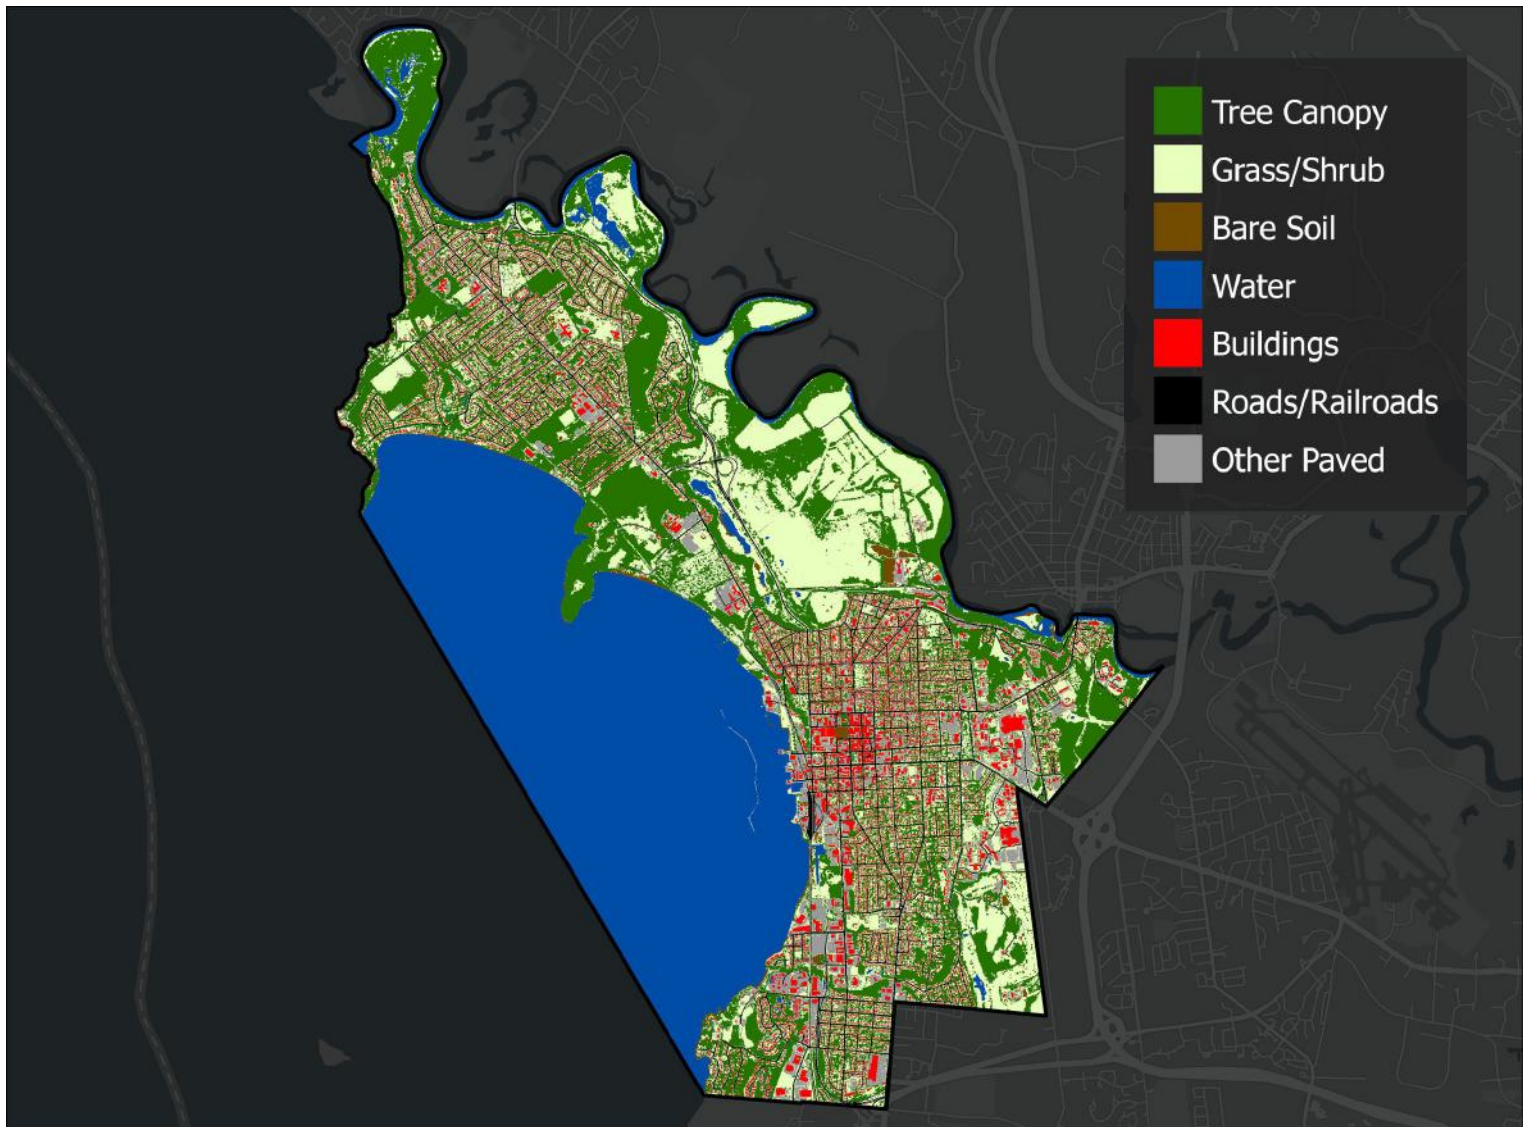 Tree Canopy
Grass/Shrub
Bare Soil
Water
Buildings
Roads/Railroads
Other Paved